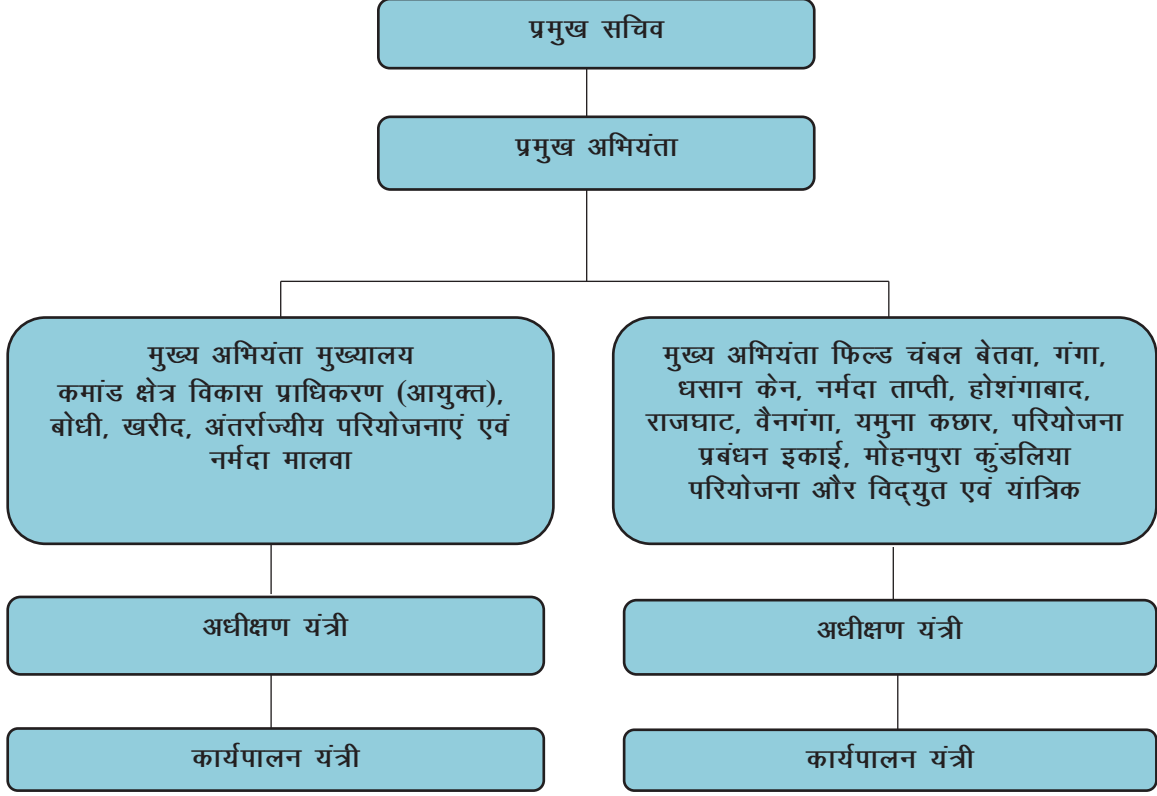 प्रमुख सचिव
प्रमुख अभियंता
मुख्य अभियंता मुख्यालय
कमांड क्षेत्र विकास प्राधिकरण (आयुक्त),
बोधी, खरीद, अंतर्राज्यीय परियोजनाएं एवं
नर्मदा मालवा
मुख्य अभियंता फिल्ड चंबल बेतवा, गंगा,
धसान केन, नर्मदा ताप्ती, होशंगाबाद,
राजघाट, वैनगंगा, यमुना कछार, परियोजना
प्रबंधन इकाई, मोहनपुरा कुंडलिया
परियोजना और विद्युत एवं यांत्रिक
अधीक्षण यंत्री
अधीक्षण यंत्री
कार्यपालन यंत्री
कार्यपालन यंत्री